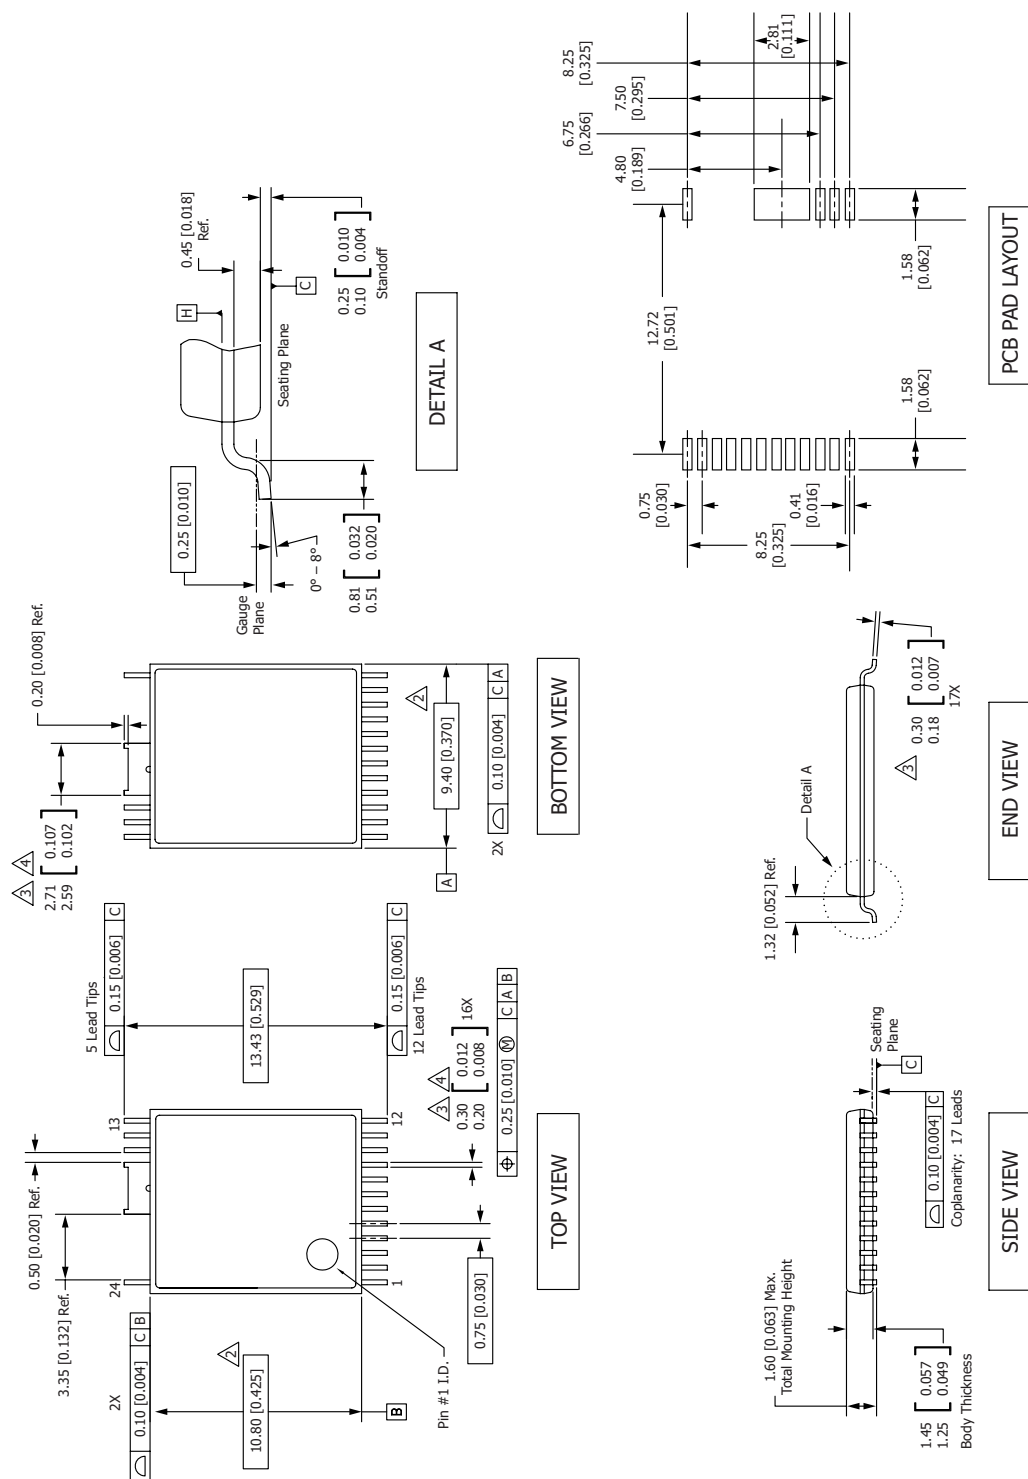 2X
⌓ 0.10 [0.004] C B
3.35 [0.132] Ref.
0.50 [0.020] Ref.
5 Lead Tips
⌓ 0.15 [0.006] C
24
13
10.80 [0.425]
2
13.43 [0.529]
B
Pin #1 I.D.
1
12
0.75 [0.030]
12 Lead Tips
⌓ 0.15 [0.006] C
3 4
0.30 [0.012]
0.20 [0.008]
16X
⌖ 0.25 [0.010] Ⓜ C A B
TOP VIEW
3 4
2.71 [0.107]
2.59 [0.102]
0.20 [0.008] Ref.
A
9.40 [0.370]
2
2X
⌓ 0.10 [0.004] C A
BOTTOM VIEW
Gauge
Plane
0.25 [0.010]
H
0.45 [0.018]
Ref.
Seating Plane
C
0° – 8°
0.81 [0.032]
0.51 [0.020]
0.25 [0.010]
0.10 [0.004]
Standoff
DETAIL A
1.60 [0.063] Max.
Total Mounting Height
Seating
Plane
C
1.45 [0.057]
1.25 [0.049]
Body Thickness
⌓ 0.10 [0.004] C
Coplanarity: 17 Leads
SIDE VIEW
1.32 [0.052] Ref.
Detail A
3
0.30 [0.012]
0.18 [0.007]
17X
END VIEW
8.25
[0.325]
7.50
[0.295]
6.75
[0.266]
4.80
[0.189]
2.81
[0.111]
12.72
[0.501]
0.75
[0.030]
8.25
[0.325]
0.41
[0.016]
1.58
[0.062]
1.58
[0.062]
PCB PAD LAYOUT